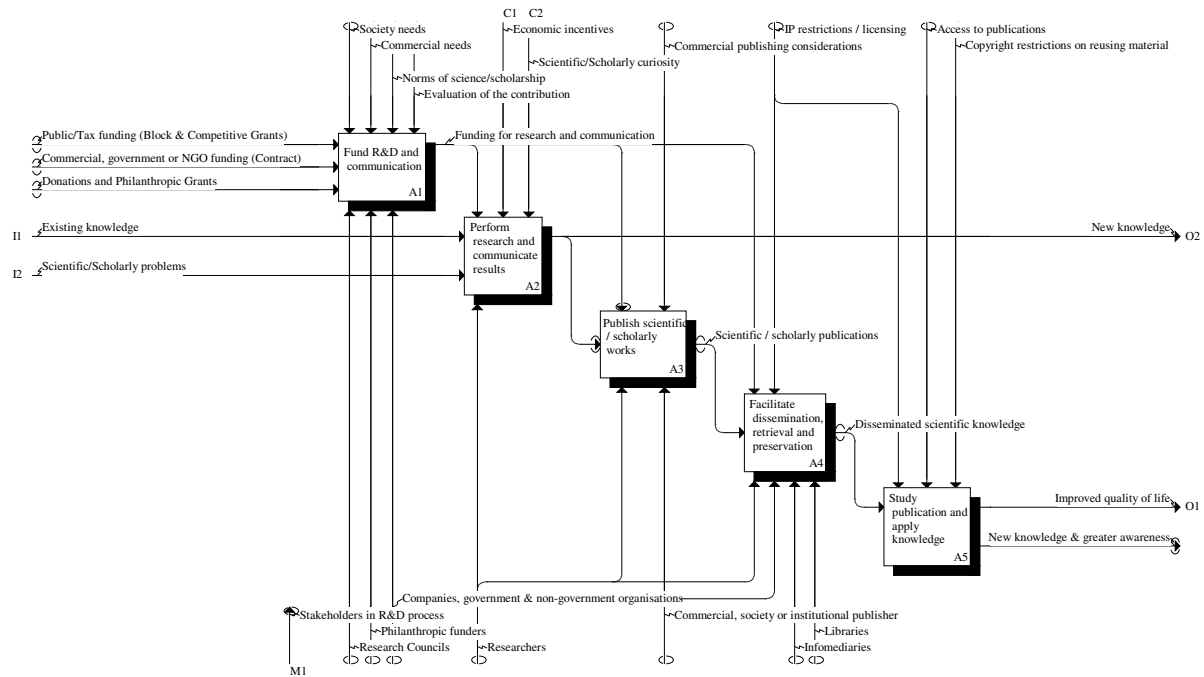 C1 C2
Society needs
Economic incentives
IP restrictions / licensing
Access to publications
Commercial needs
Commercial publishing considerations
Copyright restrictions on reusing material
Scientific/Scholarly curiosity
Norms of science/scholarship
Evaluation of the contribution
Public/Tax funding (Block & Competitive Grants)
Funding for research and communication
Fund R&D and
communication
A1
Commercial, government or NGO funding (Contract)
Donations and Philanthropic Grants
I1
Existing knowledge
Perform
research and
communicate
results
A2
New knowledge
O2
I2
Scientific/Scholarly problems
Publish scientific
/ scholarly
works
A3
Scientific / scholarly publications
Facilitate
dissemination,
retrieval and
preservation
A4
Disseminated scientific knowledge
Study
publication and
apply
knowledge
A5
Improved quality of life
O1
New knowledge & greater awareness
Companies, government & non-government organisations
Stakeholders in R&D process
Commercial, society or institutional publisher
Philanthropic funders
Libraries
Research Councils
Researchers
Infomediaries
M1